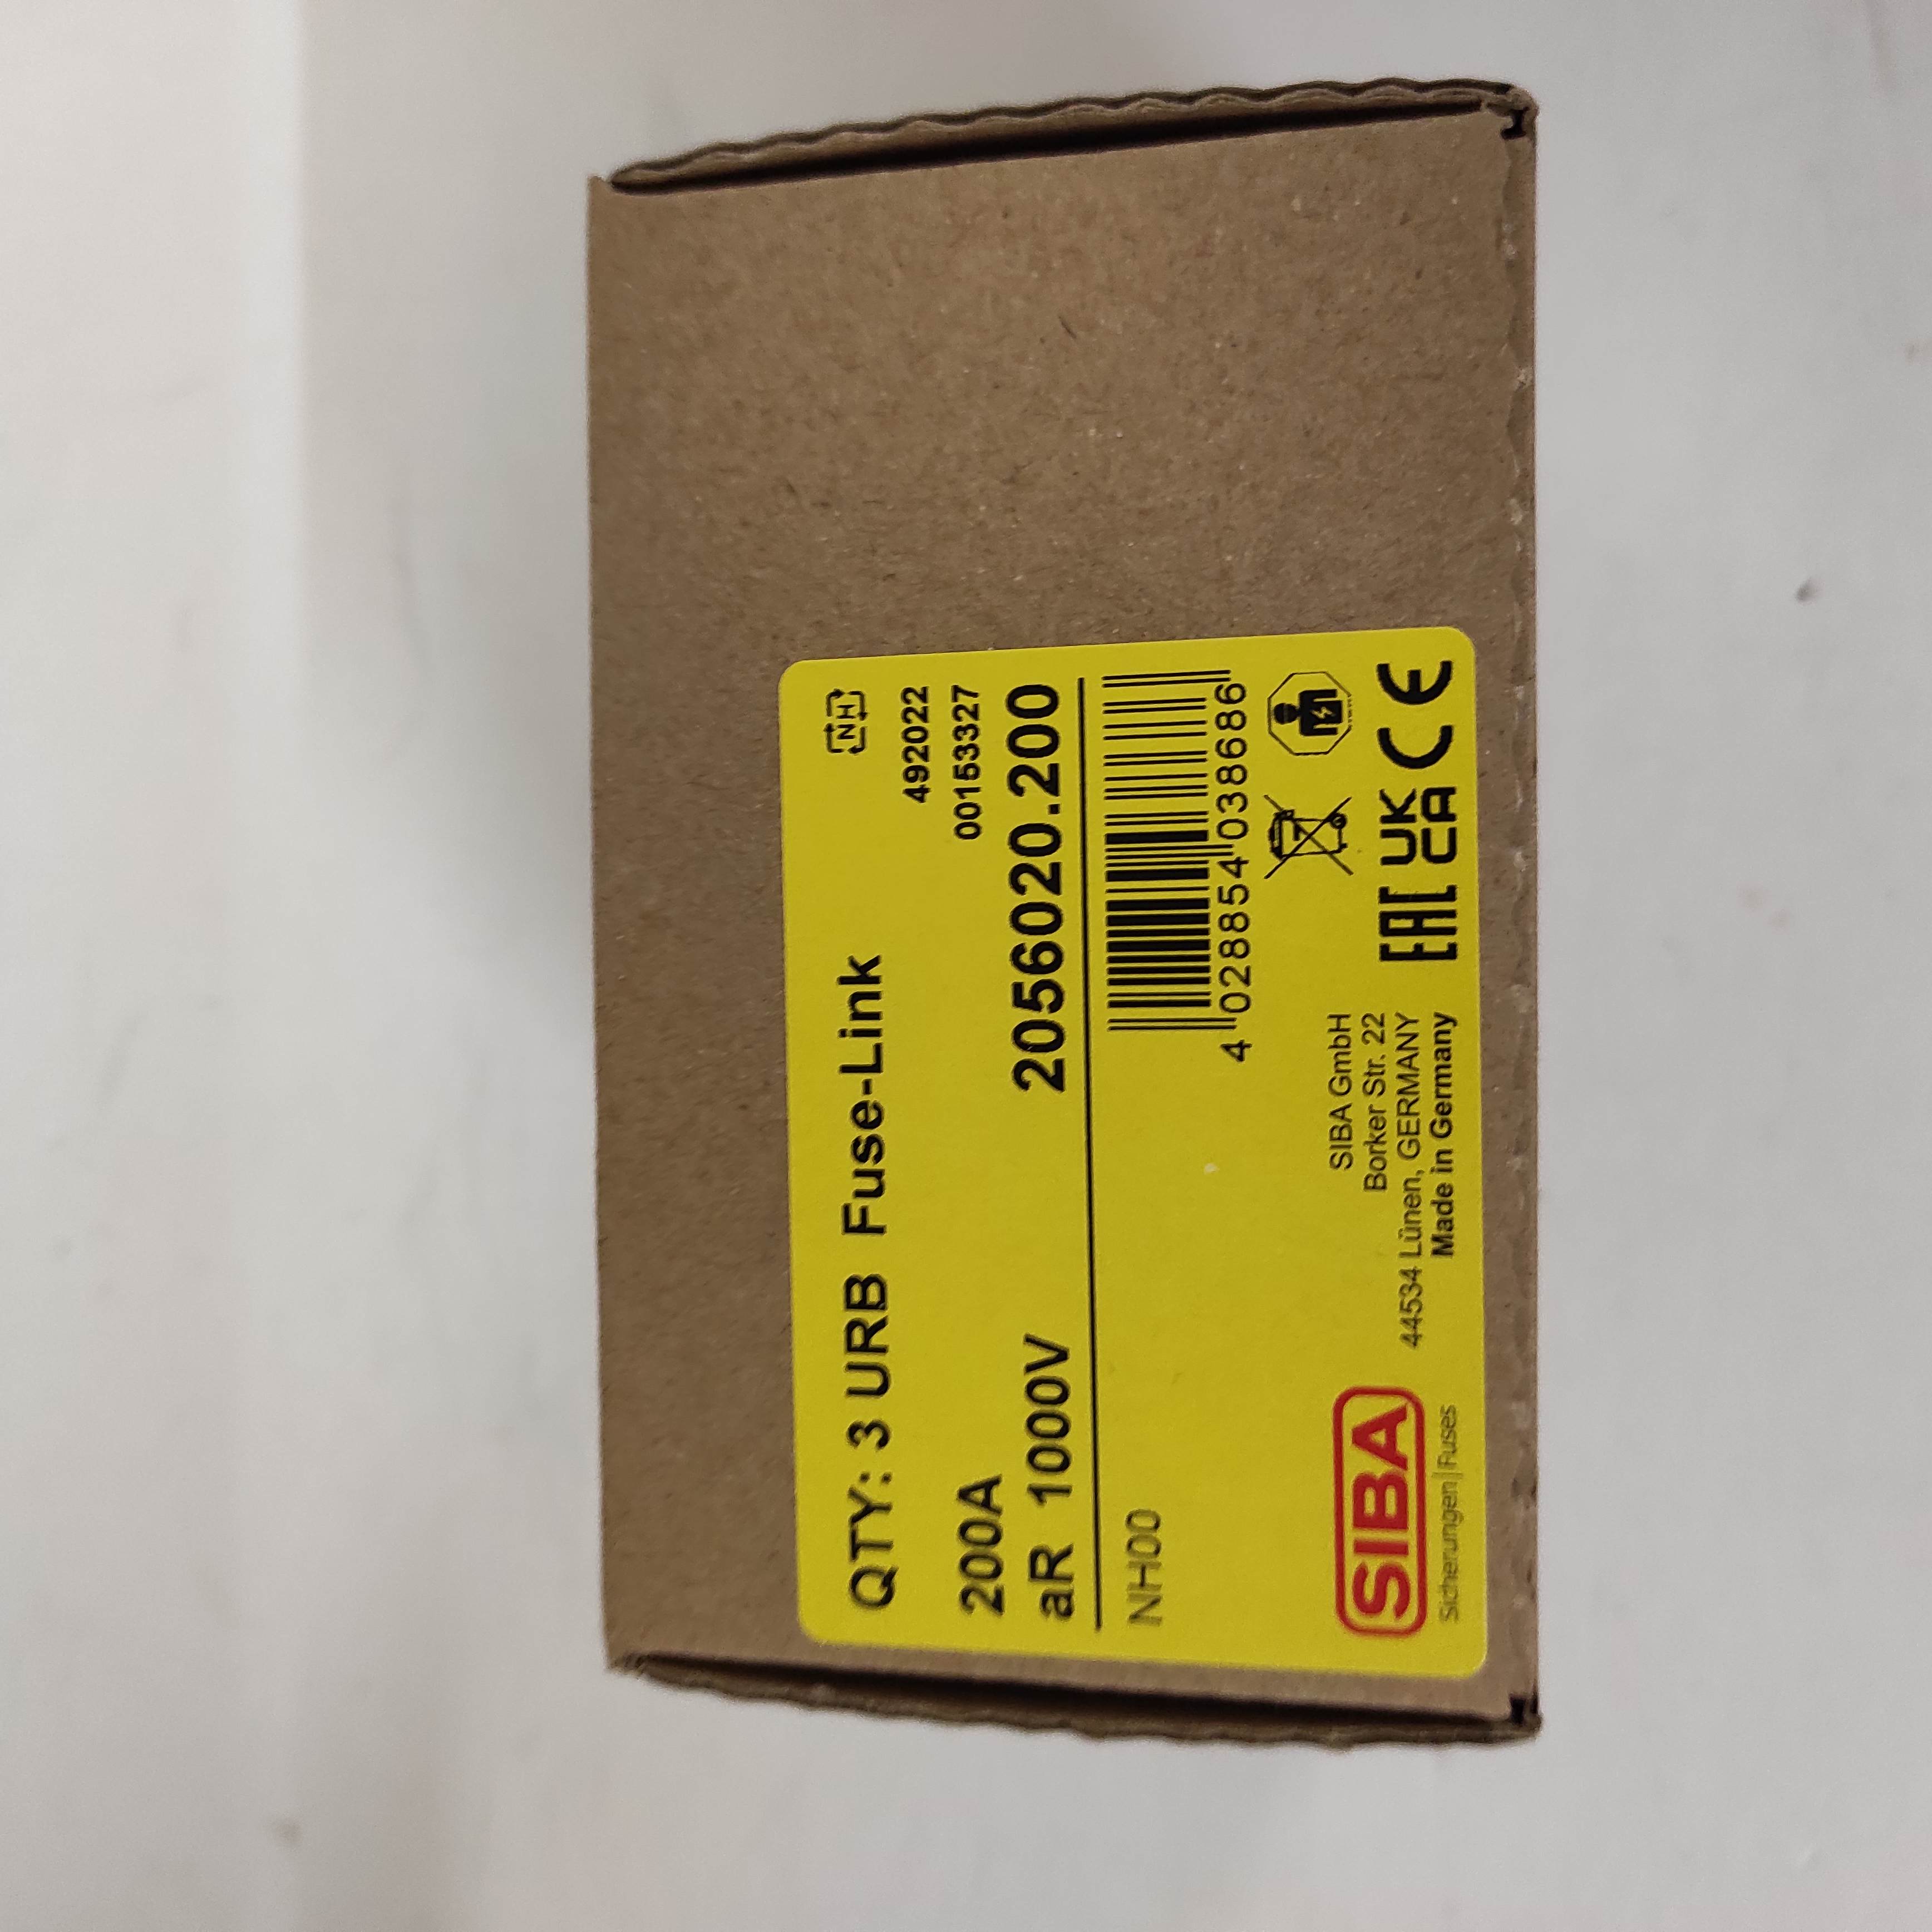 QTY: 3 URB Fuse-Link
NH
492022
200A
00153327
aR 1000V
2056020.200
NH00
4 028854 038686
SIBA
Sicherungen | Fuses
SIBA GmbH
Borker Str. 22
44534 Lünen, GERMANY
Made in Germany
EAC
UK
CA
CE